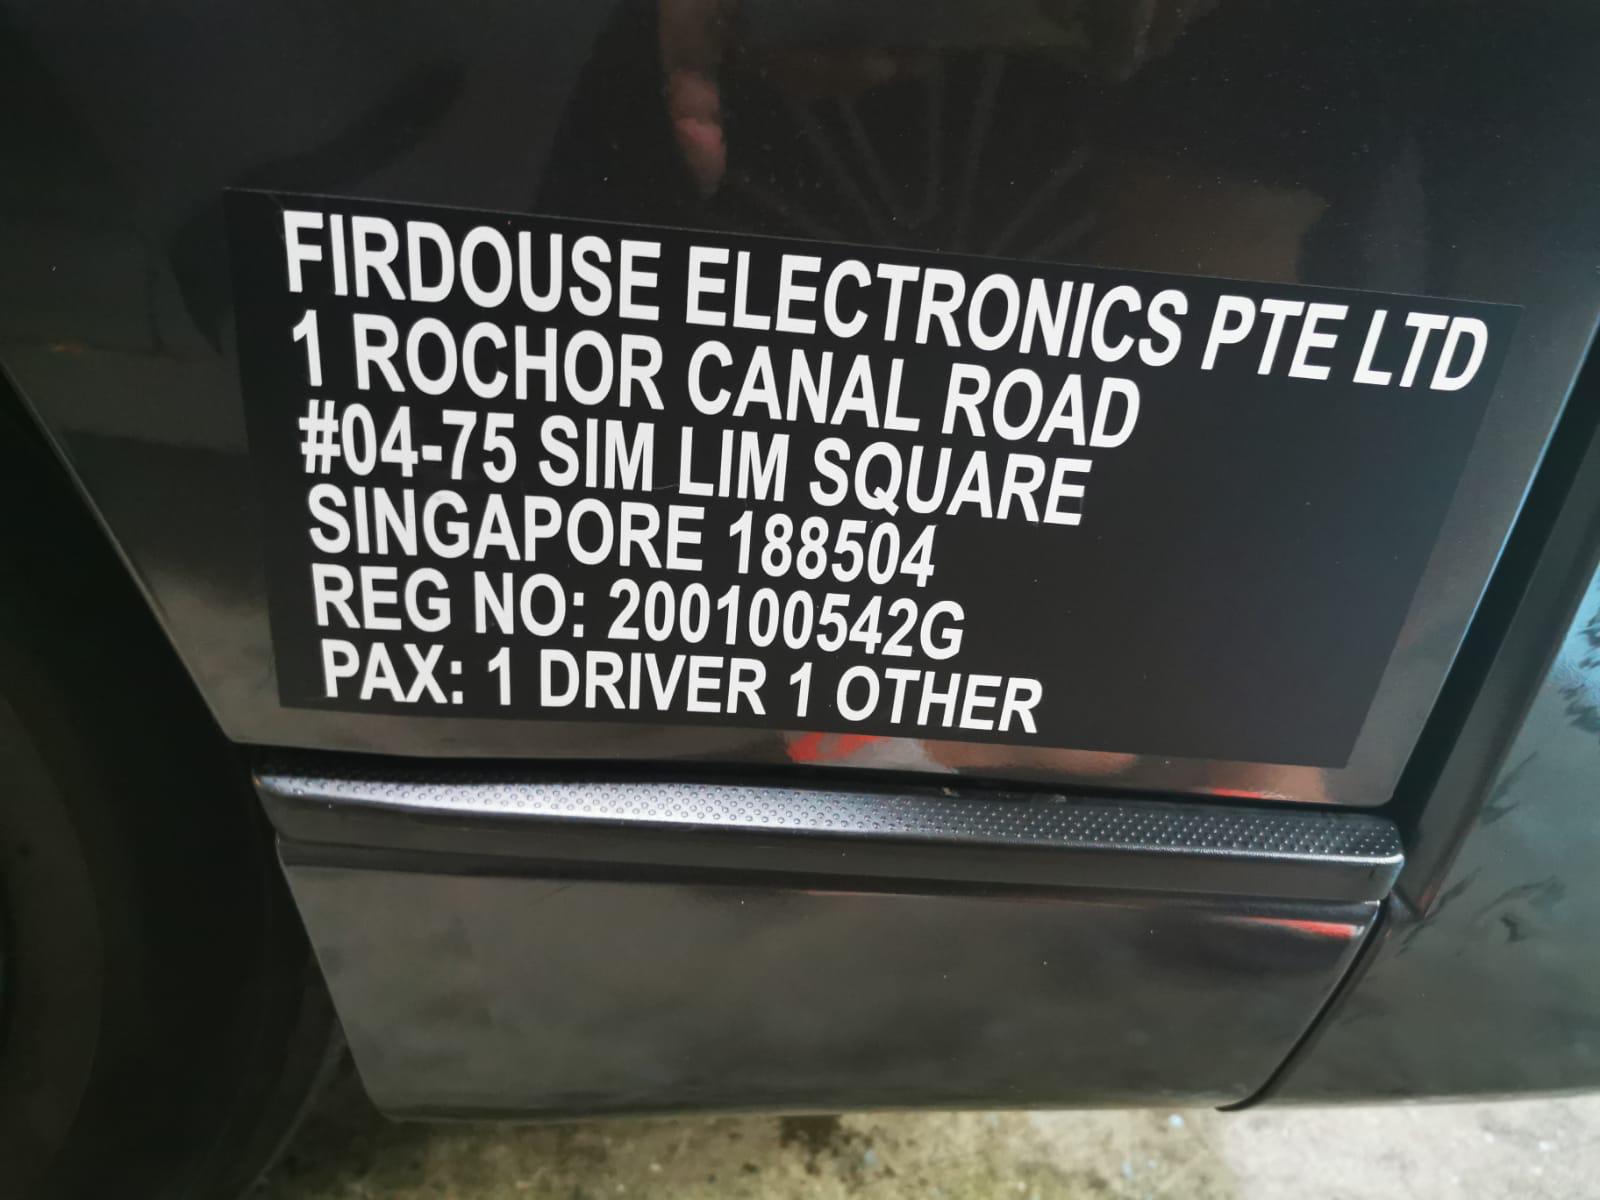 FIRDOUSE ELECTRONICS PTE LTD
1 ROCHOR CANAL ROAD
#04-75 SIM LIM SQUARE
SINGAPORE 188504
REG NO: 200100542G
PAX: 1 DRIVER 1 OTHER